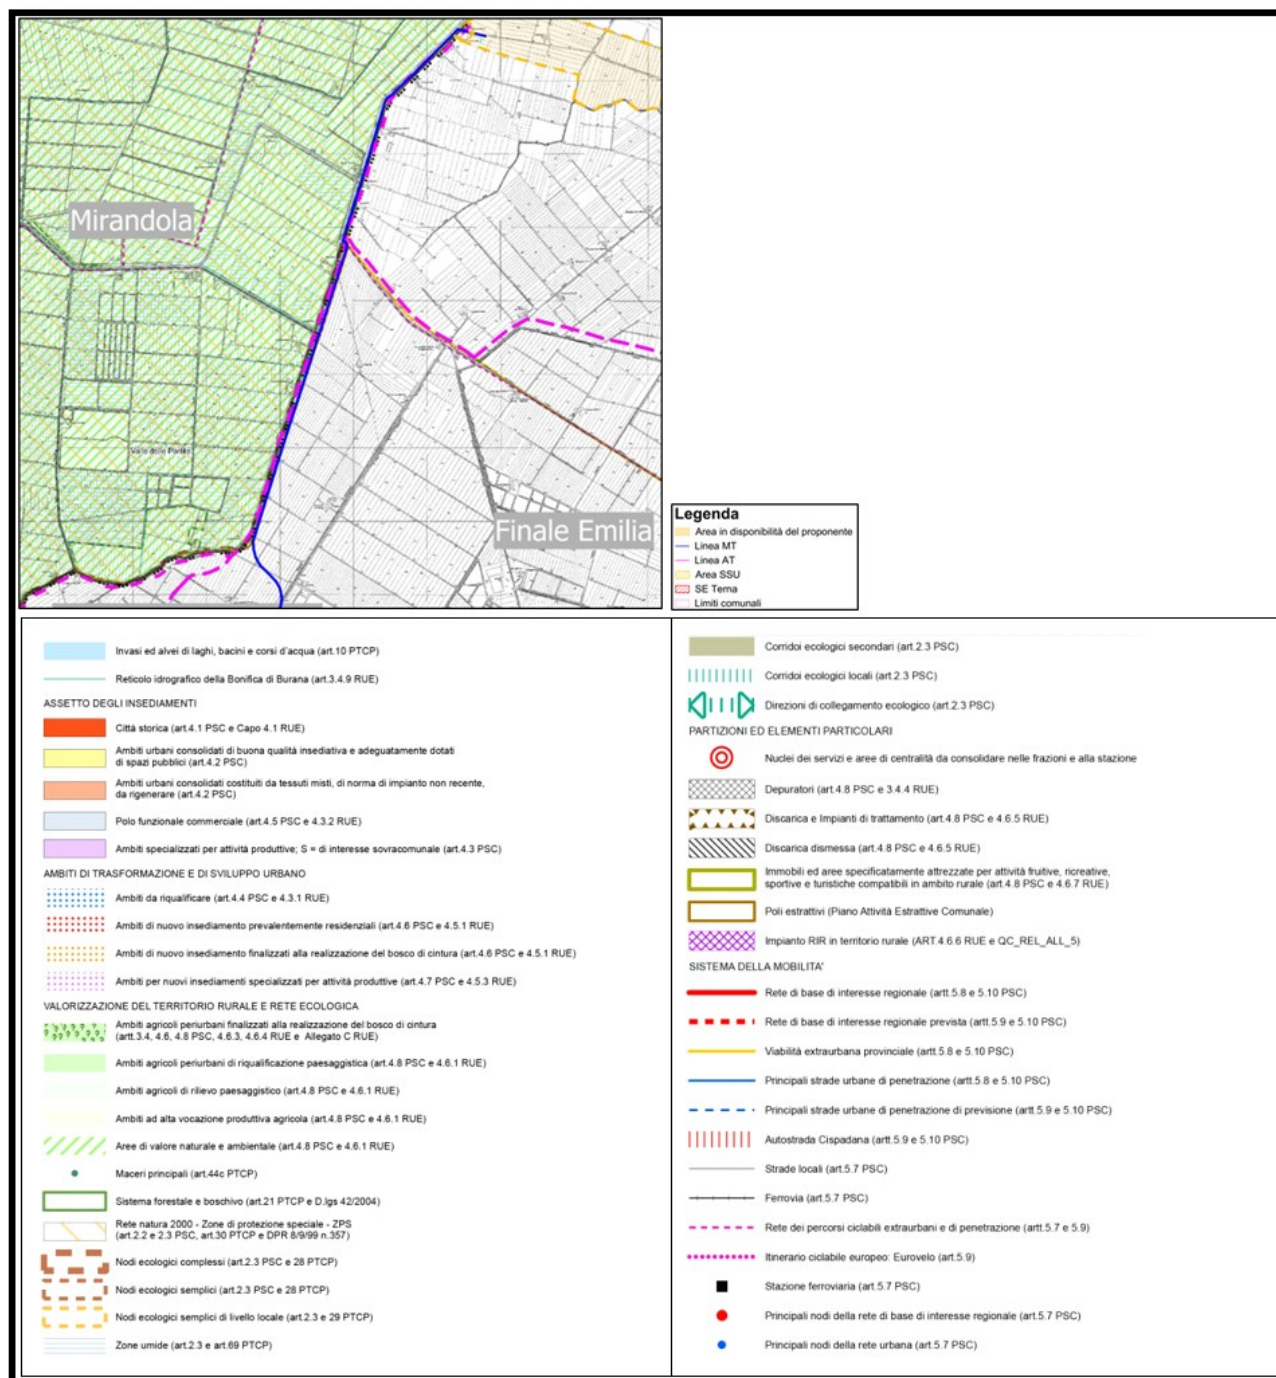 Mirandola
Valle delle Partite
Finale Emilia
Legenda
Area in disponibilità del proponente
Linea MT
Linea AT
Area SSU
SE Terna
Limiti comunali
Invasi ed alvei di laghi, bacini e corsi d'acqua (art.10 PTCP)
Reticolo idrografico della Bonifica di Burana (art.3.4.9 RUE)
ASSETTO DEGLI INSEDIAMENTI
Città storica (art.4.1 PSC e Capo 4.1 RUE)
Ambiti urbani consolidati di buona qualità insediativa e adeguatamente dotati
di spazi pubblici (art.4.2 PSC)
Ambiti urbani consolidati costituiti da tessuti misti, di norma di impianto non recente,
da rigenerare (art.4.2 PSC)
Polo funzionale commerciale (art.4.5 PSC e 4.3.2 RUE)
Ambiti specializzati per attività produttive; S = di interesse sovracomunale (art.4.3 PSC)
AMBITI DI TRASFORMAZIONE E DI SVILUPPO URBANO
Ambiti da riqualificare (art.4.4 PSC e 4.3.1 RUE)
Ambiti di nuovo insediamento prevalentemente residenziali (art.4.6 PSC e 4.5.1 RUE)
Ambiti di nuovo insediamento finalizzati alla realizzazione del bosco di cintura (art.4.6 PSC e 4.5.1 RUE)
Ambiti per nuovi insediamenti specializzati per attività produttive (art.4.7 PSC e 4.5.3 RUE)
VALORIZZAZIONE DEL TERRITORIO RURALE E RETE ECOLOGICA
Ambiti agricoli periurbani finalizzati alla realizzazione del bosco di cintura
(artt.3.4, 4.6, 4.8 PSC, 4.6.3, 4.6.4 RUE e Allegato C RUE)
Ambiti agricoli periurbani di riqualificazione paesaggistica (art.4.8 PSC e 4.6.1 RUE)
Ambiti agricoli di rilievo paesaggistico (art.4.8 PSC e 4.6.1 RUE)
Ambiti ad alta vocazione produttiva agricola (art.4.8 PSC e 4.6.1 RUE)
Aree di valore naturale e ambientale (art.4.8 PSC e 4.6.1 RUE)
Maceri principali (art.44c PTCP)
Sistema forestale e boschivo (art.21 PTCP e D.lgs 42/2004)
Rete natura 2000 - Zone di protezione speciale - ZPS
(art.2.2 e 2.3 PSC, art.30 PTCP e DPR 8/9/99 n.357)
Nodi ecologici complessi (art.2.3 PSC e 28 PTCP)
Nodi ecologici semplici (art.2.3 PSC e 28 PTCP)
Nodi ecologici semplici di livello locale (art.2.3 e 29 PTCP)
Zone umide (art.2.3 e art.69 PTCP)
Corridoi ecologici secondari (art.2.3 PSC)
Corridoi ecologici locali (art.2.3 PSC)
Direzioni di collegamento ecologico (art.2.3 PSC)
PARTIZIONI ED ELEMENTI PARTICOLARI
Nuclei dei servizi e aree di centralità da consolidare nelle frazioni e alla stazione
Depuratori (art.4.8 PSC e 3.4.4 RUE)
Discarica e Impianti di trattamento (art.4.8 PSC e 4.6.5 RUE)
Discarica dismessa (art.4.8 PSC e 4.6.5 RUE)
Immobili ed aree specificatamente attrezzate per attività fruitive, ricreative,
sportive e turistiche compatibili in ambito rurale (art.4.8 PSC e 4.6.7 RUE)
Poli estrattivi (Piano Attività Estrattive Comunale)
Impianto RIR in territorio rurale (ART.4.6.6 RUE e QC_REL_ALL_5)
SISTEMA DELLA MOBILITA'
Rete di base di interesse regionale (artt.5.8 e 5.10 PSC)
Rete di base di interesse regionale prevista (artt.5.9 e 5.10 PSC)
Viabilità extraurbana provinciale (artt.5.8 e 5.10 PSC)
Principali strade urbane di penetrazione (artt.5.8 e 5.10 PSC)
Principali strade urbane di penetrazione di previsione (artt.5.9 e 5.10 PSC)
Autostrada Cispadana (artt.5.9 e 5.10 PSC)
Strade locali (art.5.7 PSC)
Ferrovia (art.5.7 PSC)
Rete dei percorsi ciclabili extraurbani e di penetrazione (artt.5.7 e 5.9)
Itinerario ciclabile europeo: Eurovelo (art.5.9)
Stazione ferroviaria (art.5.7 PSC)
Principali nodi della rete di base di interesse regionale (art.5.7 PSC)
Principali nodi della rete urbana (art.5.7 PSC)